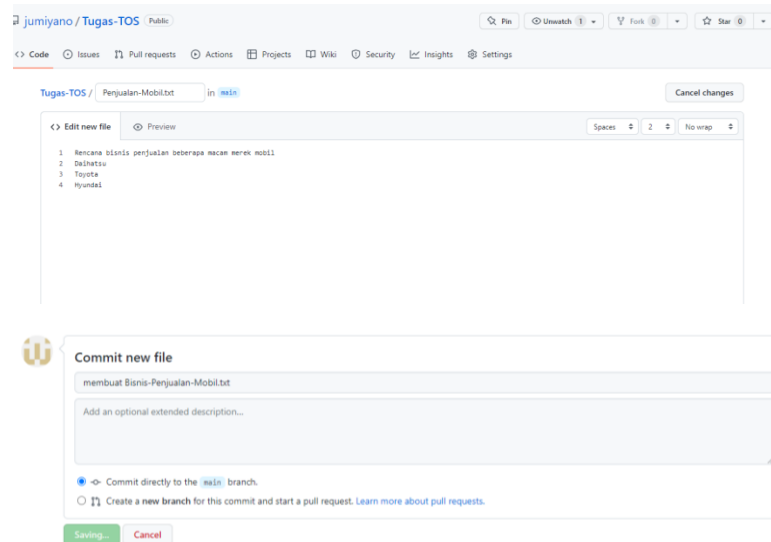 jumiyano / Tugas-TOS Public Pin Unwatch 1 Fork 0 Star 0
<> Code Issues Pull requests Actions Projects Wiki Security Insights Settings
Tugas-TOS / Penjualan-Mobil.txt in main Cancel changes
<> Edit new file Preview Spaces 2 No wrap
1 Rencana bisnis penjualan beberapa macam merek mobil
2 Daihatsu
3 Toyota
4 Hyundai
Commit new file
membuat Bisnis-Penjualan-Mobil.txt
Add an optional extended description...
Commit directly to the main branch.
Create a new branch for this commit and start a pull request. Learn more about pull requests.
Saving... Cancel